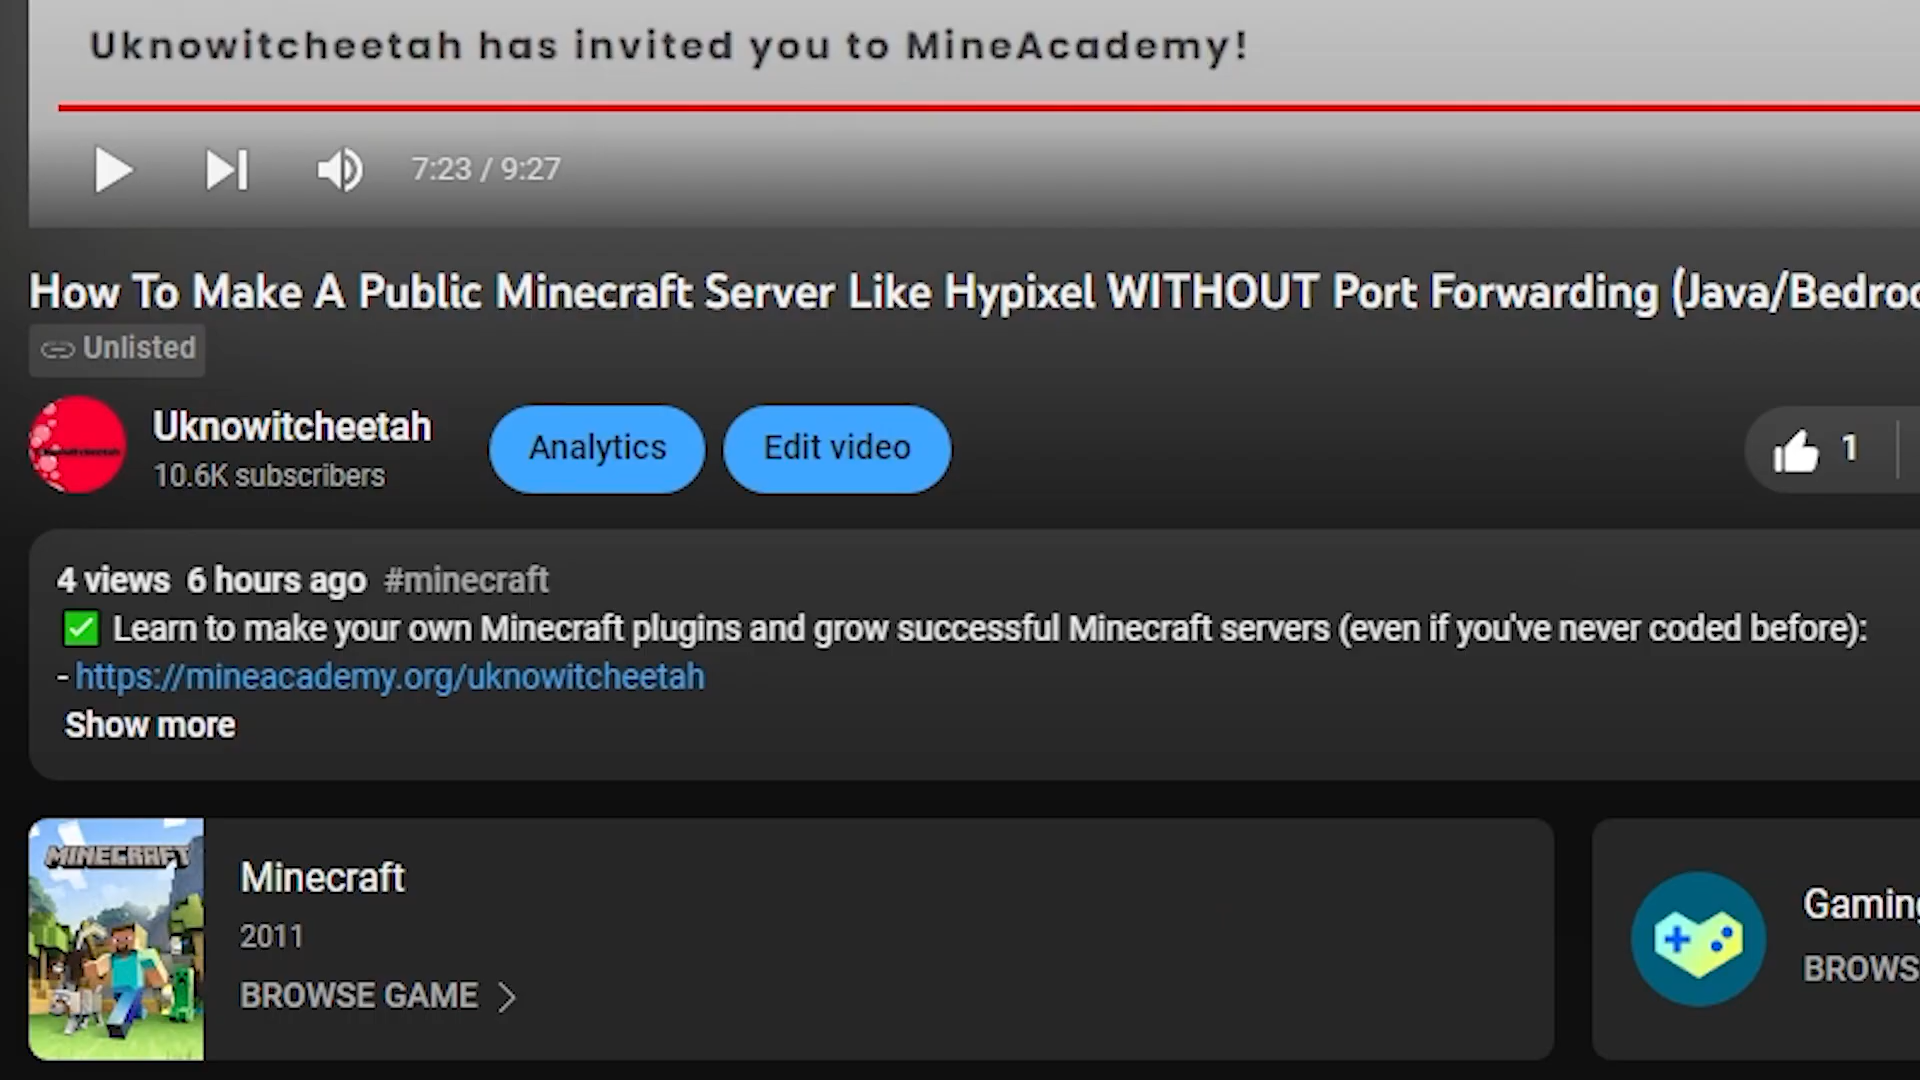 Uknowitcheetah has invited you to MineAcademy!
7:23 / 9:27
How To Make A Public Minecraft Server Like Hypixel WITHOUT Port Forwarding (Java/Bedroc
Unlisted
Uknowitcheetah
10.6K subscribers
Analytics
Edit video
1
4 views 6 hours ago #minecraft
✅ Learn to make your own Minecraft plugins and grow successful Minecraft servers (even if you've never coded before):
- https://mineacademy.org/uknowitcheetah
Show more
MINECRAFT
Minecraft
2011
BROWSE GAME
Gaming
BROWS